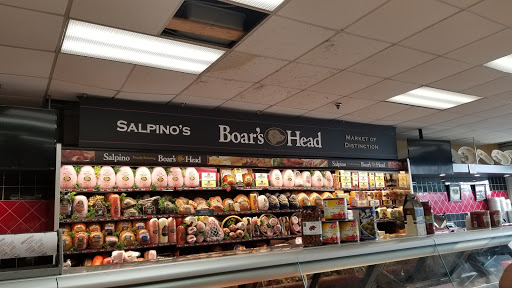 SALPINO'S
Boar's Head
MARKET OF
DISTINCTION
Salpino
Boar's Head
Salpino
Boar's Head